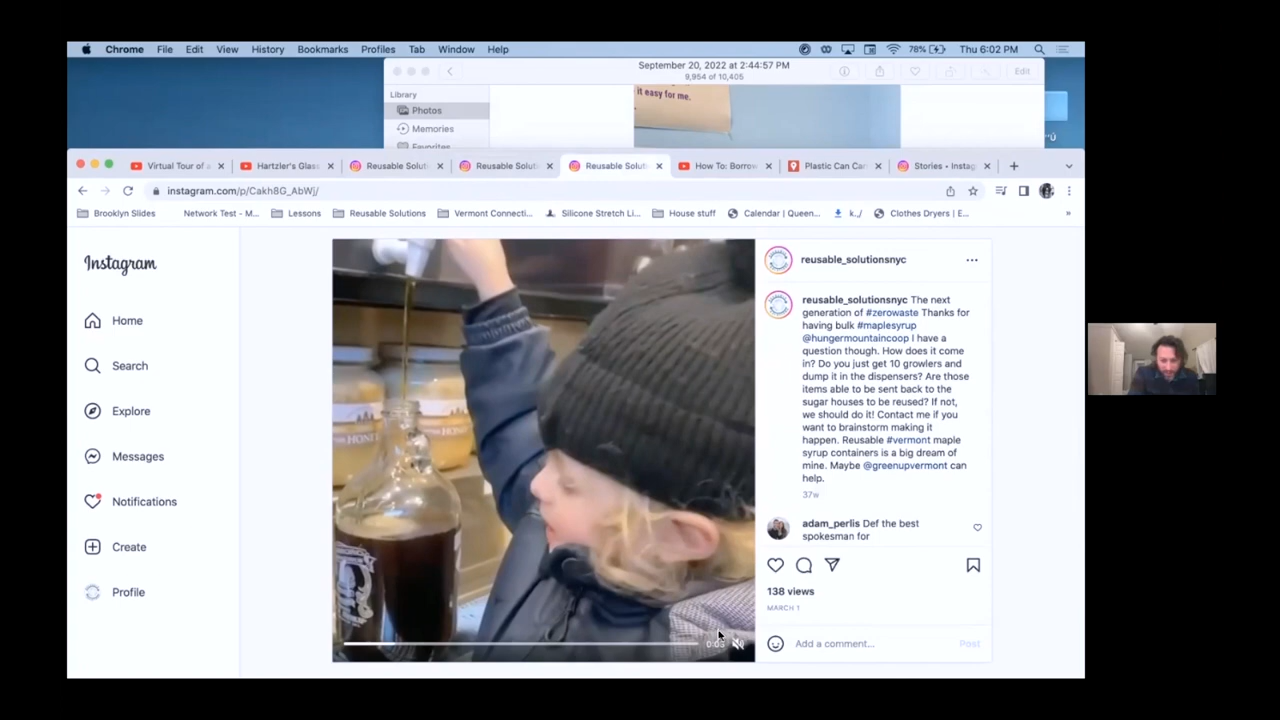 Chrome File Edit View History Bookmarks Profiles Tab Window Help
78% Thu 6:02 PM
September 20, 2022 at 2:44:57 PM
9,954 of 10,405
Edit
Library
Photos
Memories
Favorites
it easy for me.
Virtual Tour of a
Hartzler's Glass
Reusable Soluti
Reusable Soluti
Reusable Soluti
How To: Borrow
Plastic Can Car
Stories • Instag
instagram.com/p/Cakh8G_AbWj/
Brooklyn Slides
Network Test - M...
Lessons
Reusable Solutions
Vermont Connecti...
Silicone Stretch Li...
House stuff
Calendar | Queen...
k.,/
Clothes Dryers | E...
»
Instagram
Home
Search
Explore
Messages
Notifications
Create
Profile
HONEY
0:05
reusable_solutionsnyc
reusable_solutionsnyc The next
generation of #zerowaste Thanks for
having bulk #maplesyrup
@hungermountaincoop I have a
question though. How does it come
in? Do you just get 10 growlers and
dump it in the dispensers? Are those
items able to be sent back to the
sugar houses to be reused? If not,
we should do it! Contact me if you
want to brainstorm making it
happen. Reusable #vermont maple
syrup containers is a big dream of
mine. Maybe @greenupvermont can
help.
37w
adam_perlis Def the best
spokesman for
138 views
MARCH 1
Add a comment...
Post